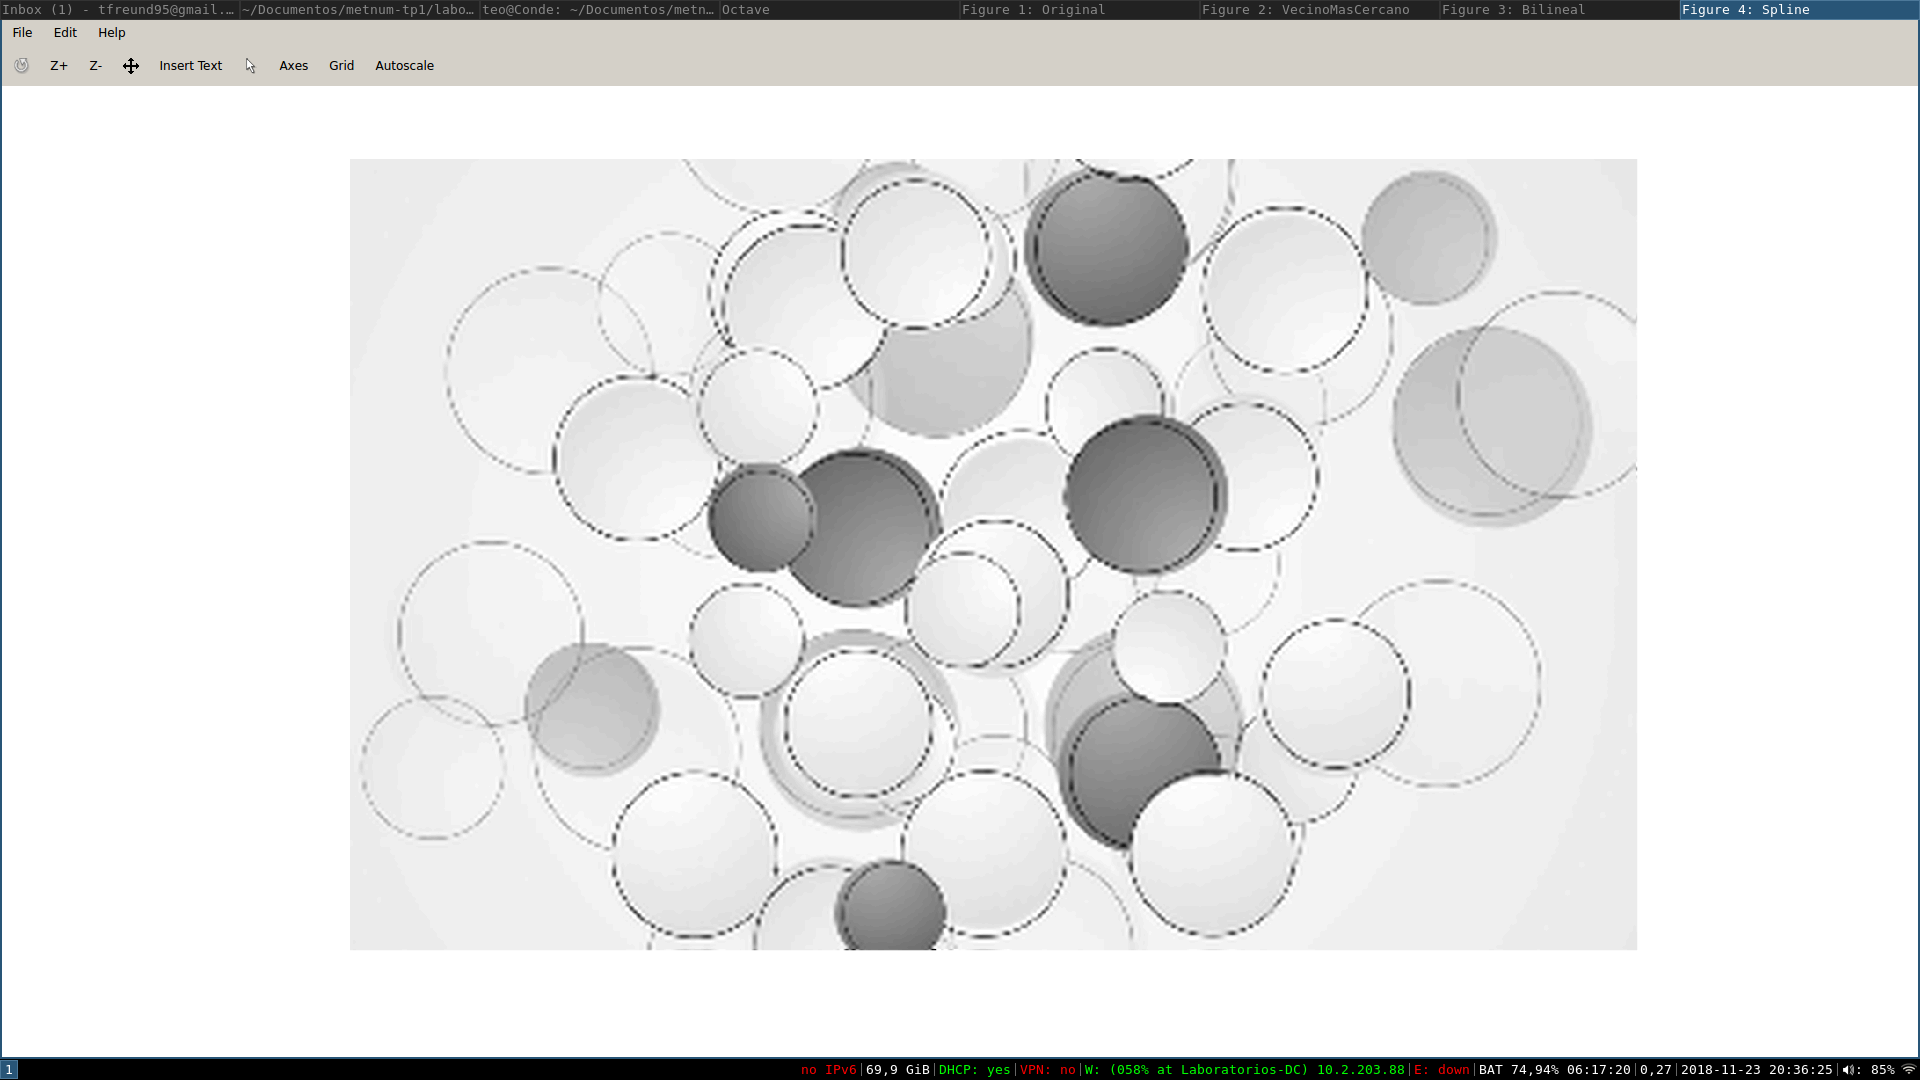 Inbox (1) - tfreund95@gmail.… ~/Documentos/metnum-tp1/labo… teo@Conde: ~/Documentos/metn… Octave Figure 1: Original Figure 2: VecinoMasCercano Figure 3: Bilineal Figure 4: Spline
File Edit Help
Z+ Z- Insert Text Axes Grid Autoscale
1 no IPv6|69,9 GiB|DHCP: yes|VPN: no|W: (058% at Laboratorios-DC) 10.2.203.88|E: down|BAT 74,94% 06:17:20|0,27|2018-11-23 20:36:25|: 85%